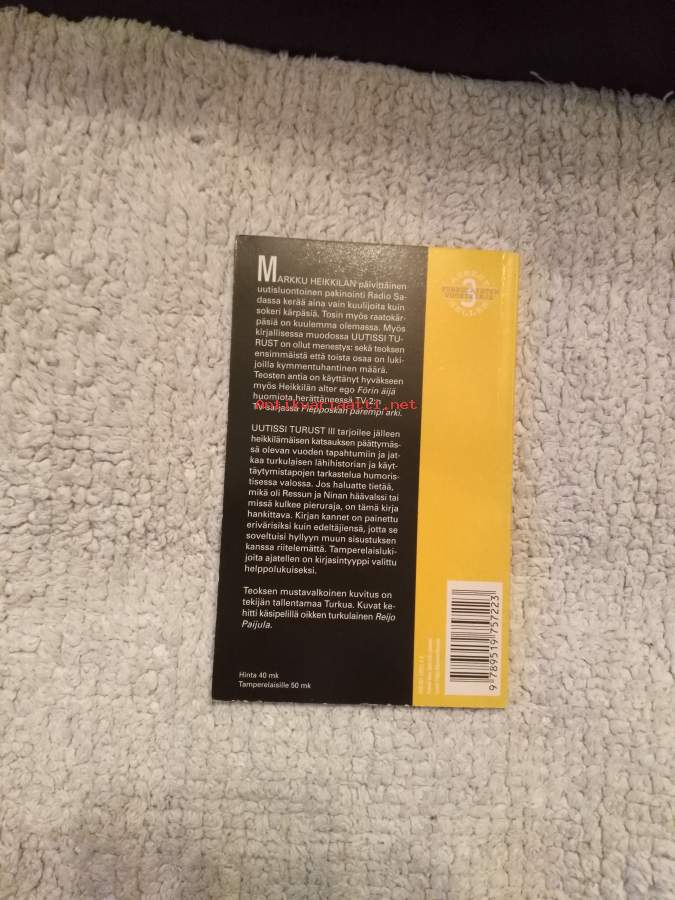 MARKKU HEIKKILÄN päivittäinen
uutisluontoinen pakinointi Radio Sa-
dassa kerää aina vain kuulijoita kuin
sokeri kärpäsiä. Tosin myös raatokär-
päsiä on kuulemma olemassa. Myös
kirjallisessa muodossa UUTISSI TU-
RUST on ollut menestys: sekä teoksen
ensimmäistä että toista osaa on luki-
joilla kymmentuhantinen määrä.
Teosten antia on käyttänyt hyväkseen
myös Heikkilän alter ego Förin äijä
huomiota herättäneessä TV 2:n
TV-sarjassa Piepposkan parempi arki.
Antikvariaatti.net
UUTISSI TURUST III tarjoilee jälleen
heikkilämäisen katsauksen päättymäs-
sä olevan vuoden tapahtumiin ja jat-
kaa turkulaisen lähihistorian ja käyt-
täytymistapojen tarkastelua humoris-
tisessa valossa. Jos haluatte tietää,
mikä oli Ressun ja Ninan häävalssi tai
missä kulkee pieruraja, on tämä kirja
hankittava. Kirjan kannet on painettu
erivärisiksi kuin edeltäjiensä, jotta se
soveltuisi hyllyyn muun sisustuksen
kanssa riitelemättä. Tamperelaisluki-
joita ajatellen on kirjasintyyppi valittu
helppolukuiseksi.
Teoksen mustavalkoinen kuvitus on
tekijän tallentamaa Turkua. Kuvat ke-
hitti käsipelillä oikken turkulainen Reijo
Paijula.
Hinta 40 mk
Tamperelaisille 50 mk
3
9 789519 757223